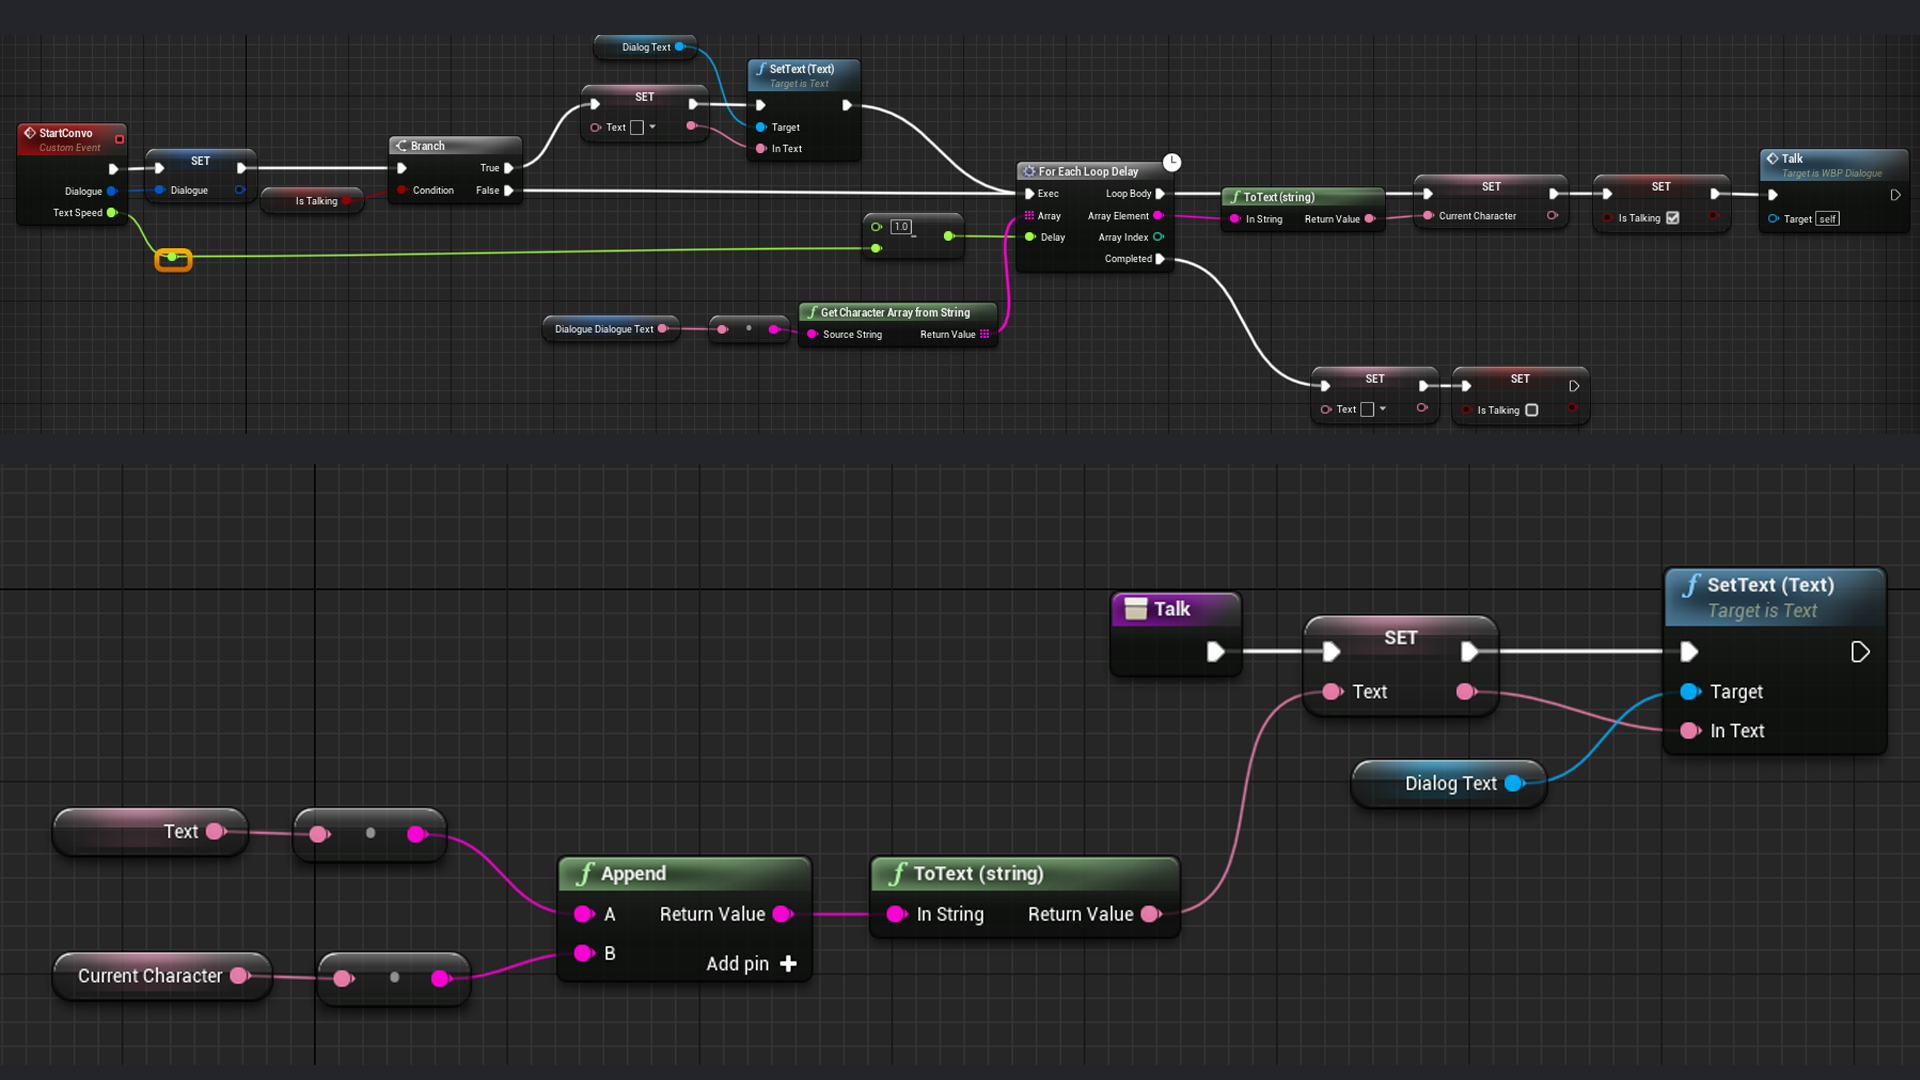 Dialog Text
SetText (Text)
Target is Text
Target
In Text
SET
Text
StartConvo
Custom Event
Dialogue
Text Speed
SET
Dialogue
Is Talking
Branch
True
Condition
False
1.0
-
Dialogue Dialogue Text
Get Character Array from String
Source String
Return Value
For Each Loop Delay
Exec
Loop Body
Array
Array Element
Delay
Array Index
Completed
ToText (string)
In String
Return Value
SET
Current Character
SET
Is Talking
Talk
Target is WBP Dialogue
Target
self
SET
Text
SET
Is Talking
Talk
SET
Text
SetText (Text)
Target is Text
Target
In Text
Dialog Text
Text
Current Character
Append
A
Return Value
B
Add pin
ToText (string)
In String
Return Value